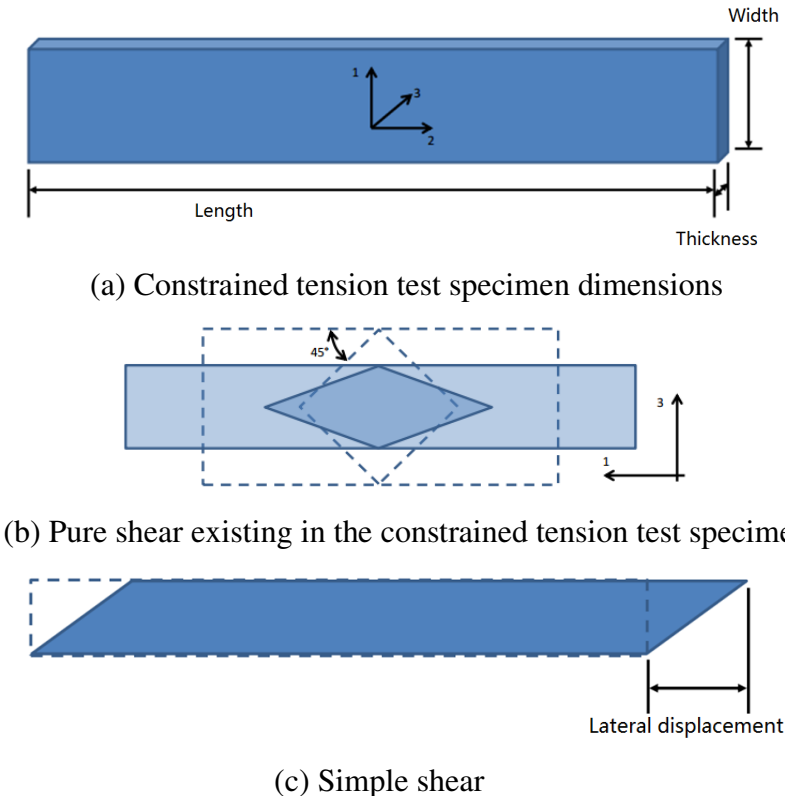 Width
1
3
2
Length
Thickness
(a) Constrained tension test specimen dimensions
45°
3
1
(b) Pure shear existing in the constrained tension test specime
Lateral displacement
(c) Simple shear